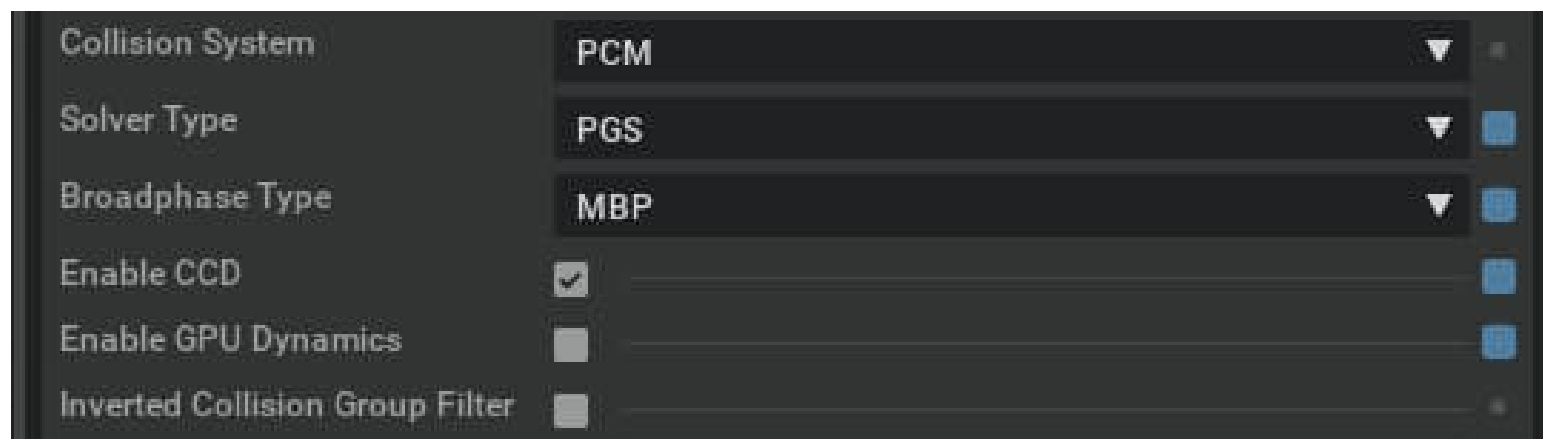 Collision System PCM
Solver Type PGS
Broadphase Type MBP
Enable CCD
Enable GPU Dynamics
Inverted Collision Group Filter